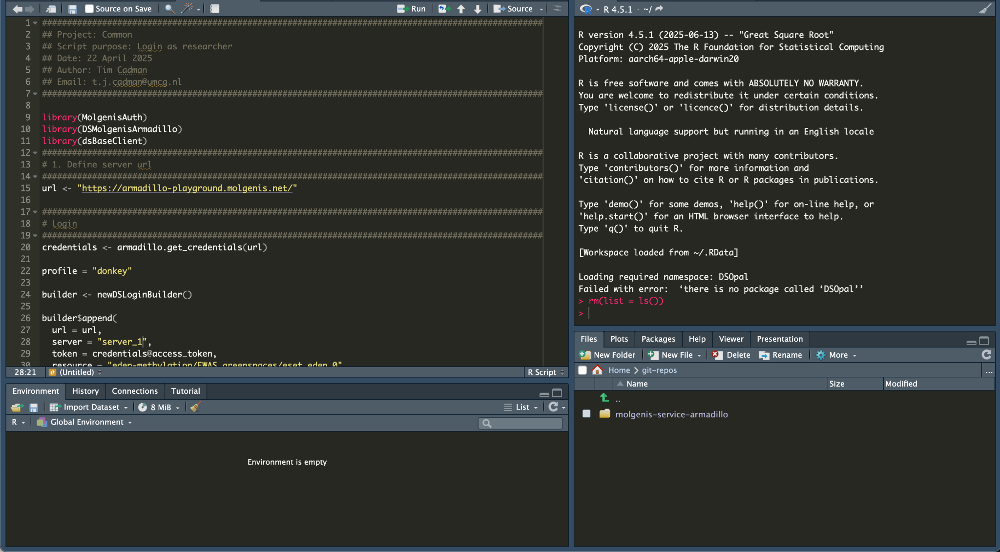 Source on Save
Run
Source
1 ####################################################################################################
2 ## Project: Common
3 ## Script purpose: Login as researcher
4 ## Date: 22 April 2025
5 ## Author: Tim Cadman
6 ## Email: t.j.cadman@umcg.nl
7 ####################################################################################################
8
9 library(MolgenisAuth)
10 library(DSMolgenisArmadillo)
11 library(dsBaseClient)
12 ####################################################################################################
13 # 1. Define server url
14 ####################################################################################################
15 url <- "https://armadillo-playground.molgenis.net/"
16
17 ####################################################################################################
18 # Login
19 ####################################################################################################
20 credentials <- armadillo.get_credentials(url)
21
22 profile = "donkey"
23
24 builder <- newDSLoginBuilder()
25
26 builder$append(
27 url = url,
28 server = "server_1",
29 token = credentials@access_token,
30 resource = "eden-methylation/EWAS_greenspaces/eset_eden_0"
28:21 # (Untitled) R Script
Environment History Connections Tutorial
Import Dataset 8 MiB List
R Global Environment
Environment is empty
R 4.5.1 · ~/
R version 4.5.1 (2025-06-13) -- "Great Square Root"
Copyright (C) 2025 The R Foundation for Statistical Computing
Platform: aarch64-apple-darwin20
R is free software and comes with ABSOLUTELY NO WARRANTY.
You are welcome to redistribute it under certain conditions.
Type 'license()' or 'licence()' for distribution details.
Natural language support but running in an English locale
R is a collaborative project with many contributors.
Type 'contributors()' for more information and
'citation()' on how to cite R or R packages in publications.
Type 'demo()' for some demos, 'help()' for on-line help, or
'help.start()' for an HTML browser interface to help.
Type 'q()' to quit R.
[Workspace loaded from ~/.RData]
Loading required namespace: DSOpal
Failed with error:  ‘there is no package called ‘DSOpal’’
> rm(list = ls())
>
Files Plots Packages Help Viewer Presentation
New Folder New File Delete Rename More
Home git-repos ...
Name Size Modified
..
molgenis-service-armadillo